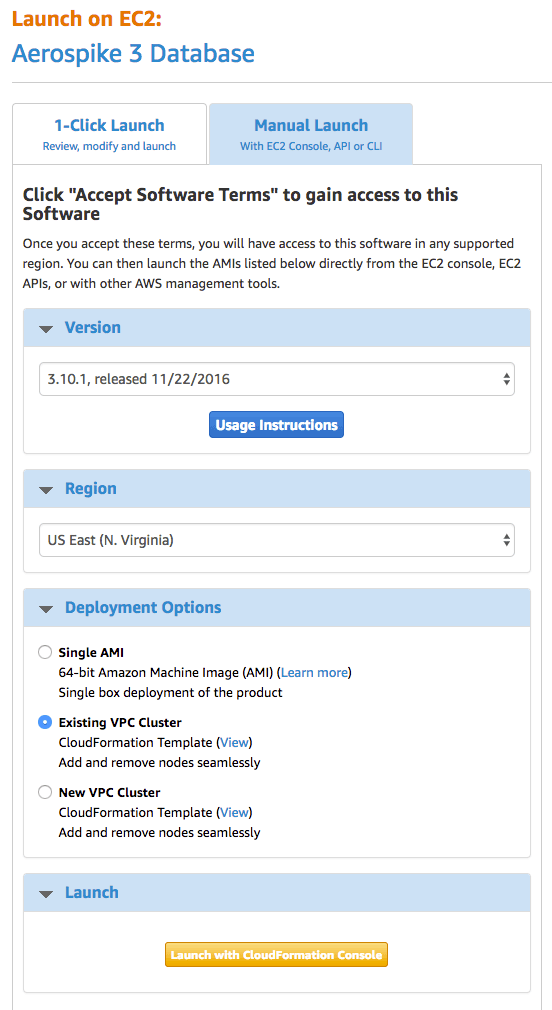 Launch on EC2:
Aerospike 3 Database
1-Click Launch
Review, modify and launch
Manual Launch
With EC2 Console, API or CLI
Click "Accept Software Terms" to gain access to this
Software
Once you accept these terms, you will have access to this software in any supported
region. You can then launch the AMIs listed below directly from the EC2 console, EC2
APIs, or with other AWS management tools.
Version
3.10.1, released 11/22/2016
Usage Instructions
Region
US East (N. Virginia)
Deployment Options
Single AMI
64-bit Amazon Machine Image (AMI) (Learn more)
Single box deployment of the product
Existing VPC Cluster
CloudFormation Template (View)
Add and remove nodes seamlessly
New VPC Cluster
CloudFormation Template (View)
Add and remove nodes seamlessly
Launch
Launch with CloudFormation Console